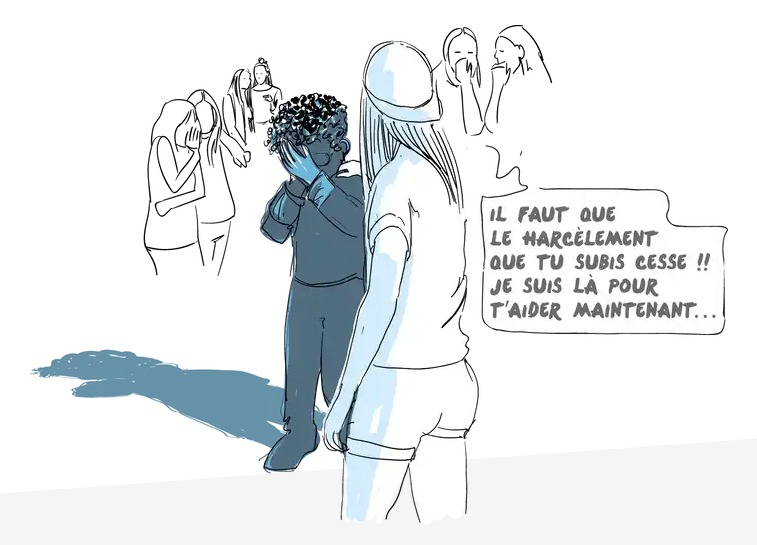 IL FAUT QUE
LE HARCÈLEMENT
QUE TU SUBIS CESSE !!
JE SUIS LÀ POUR
T'AIDER MAINTENANT...